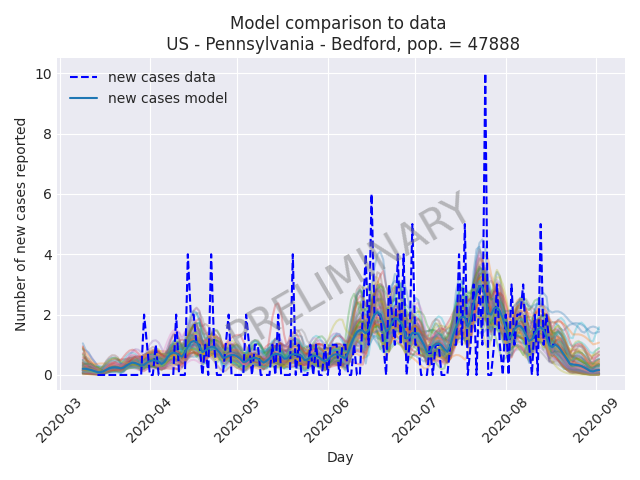 Model comparison to data
US - Pennsylvania - Bedford, pop. = 47888
new cases data
new cases model
PRELIMINARY
Number of new cases reported
10
8
6
4
2
0
2020-03
2020-04
2020-05
2020-06
2020-07
2020-08
2020-09
Day